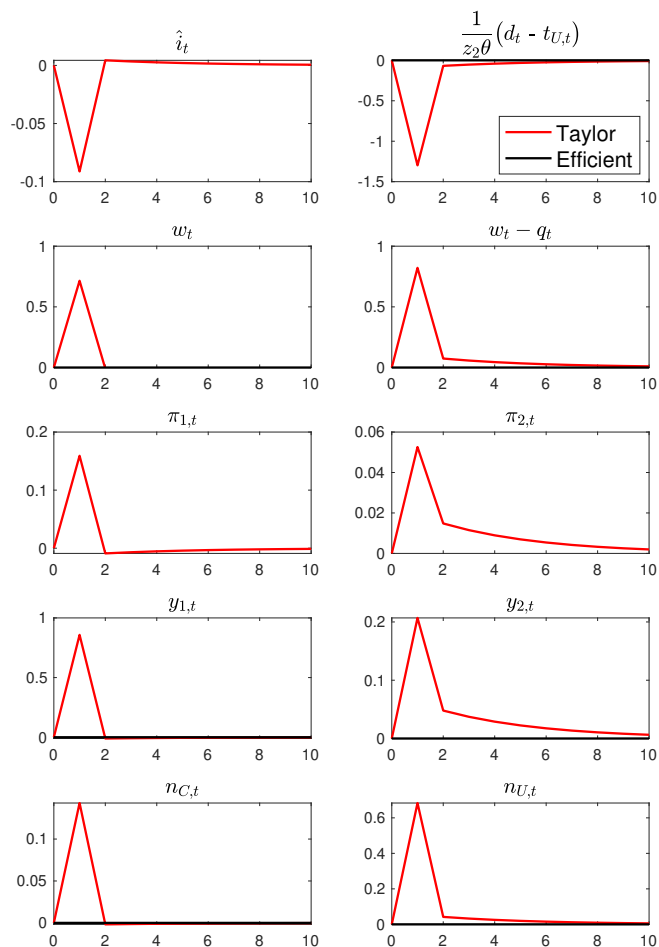 î_t
1/(z_2θ) (d_t - t_{U,t})
0
-0.05
-0.1
0 2 4 6 8 10
0
-0.5
-1
-1.5
0 2 4 6 8 10
Taylor
Efficient
w_t
w_t − q_t
1
0.5
0
0 2 4 6 8 10
1
0.5
0
0 2 4 6 8 10
π_{1,t}
π_{2,t}
0.2
0.1
0
0 2 4 6 8 10
0.06
0.04
0.02
0
0 2 4 6 8 10
y_{1,t}
y_{2,t}
1
0.5
0
0 2 4 6 8 10
0.2
0.1
0
0 2 4 6 8 10
n_{C,t}
n_{U,t}
0.1
0.05
0
0 2 4 6 8 10
0.6
0.4
0.2
0
0 2 4 6 8 10